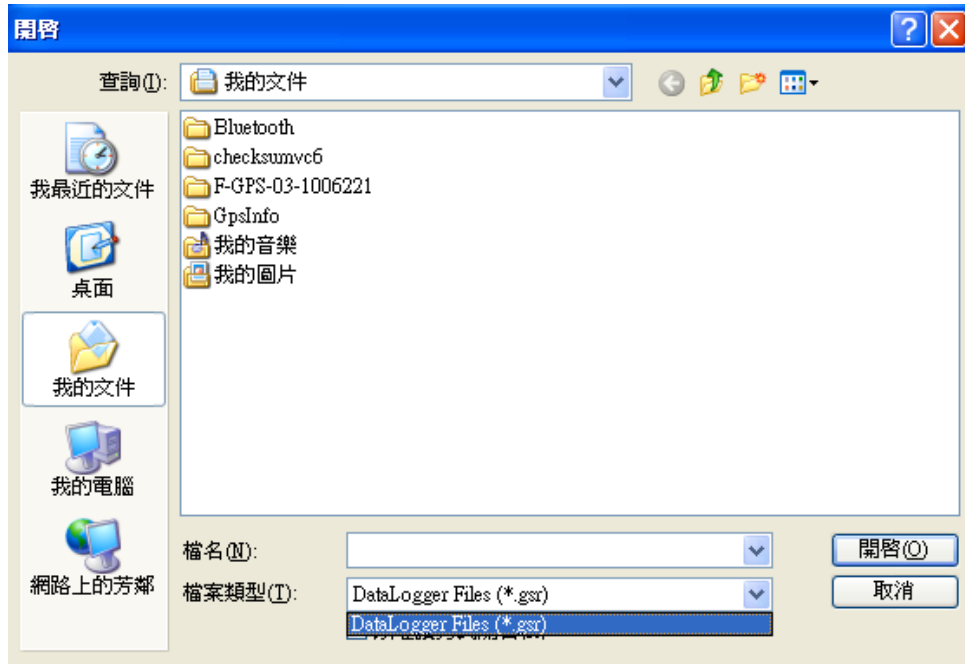 開啓
查詢(I):
我的文件
我最近的文件
桌面
我的文件
我的電腦
網路上的芳鄰
Bluetooth
checksumvc6
F-GPS-03-1006221
GpsInfo
我的音樂
我的圖片
檔名(N):
開啓(O)
檔案類型(T):
DataLogger Files (*.gsr)
取消
DataLogger Files (*.gsr)